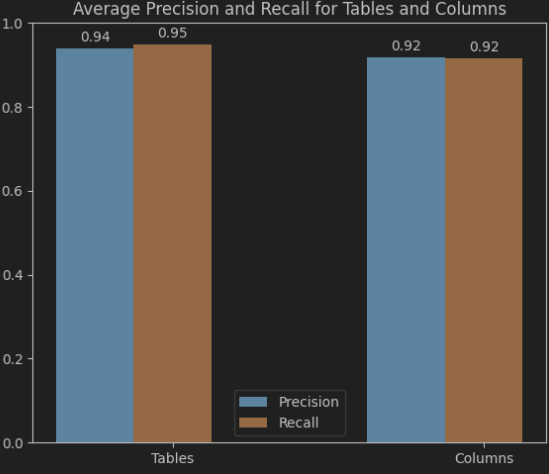 Average Precision and Recall for Tables and Columns
1.0
0.94
0.95
0.92
0.92
0.8
0.6
0.4
0.2
Precision
Recall
0.0
Tables
Columns